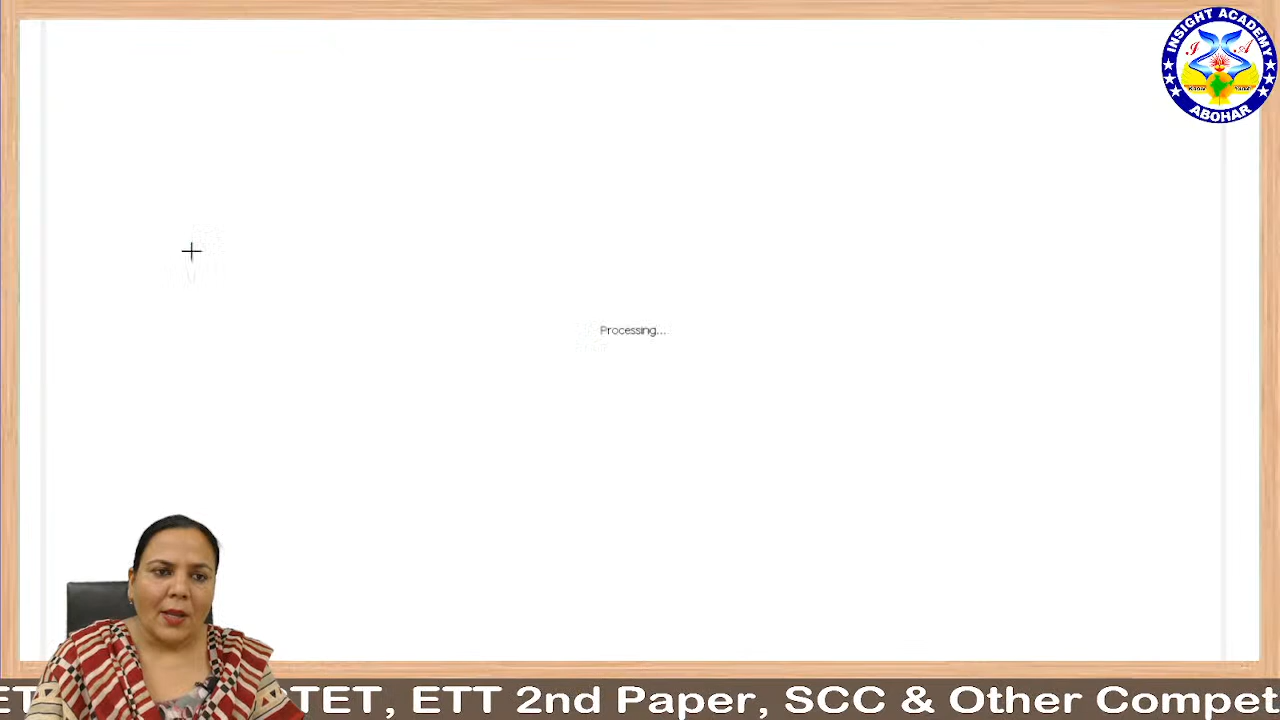 INSIGHT ACADEMY
I A
ABOHAR
Processing...
TET, ETT 2nd Paper, SCC & Other Compet